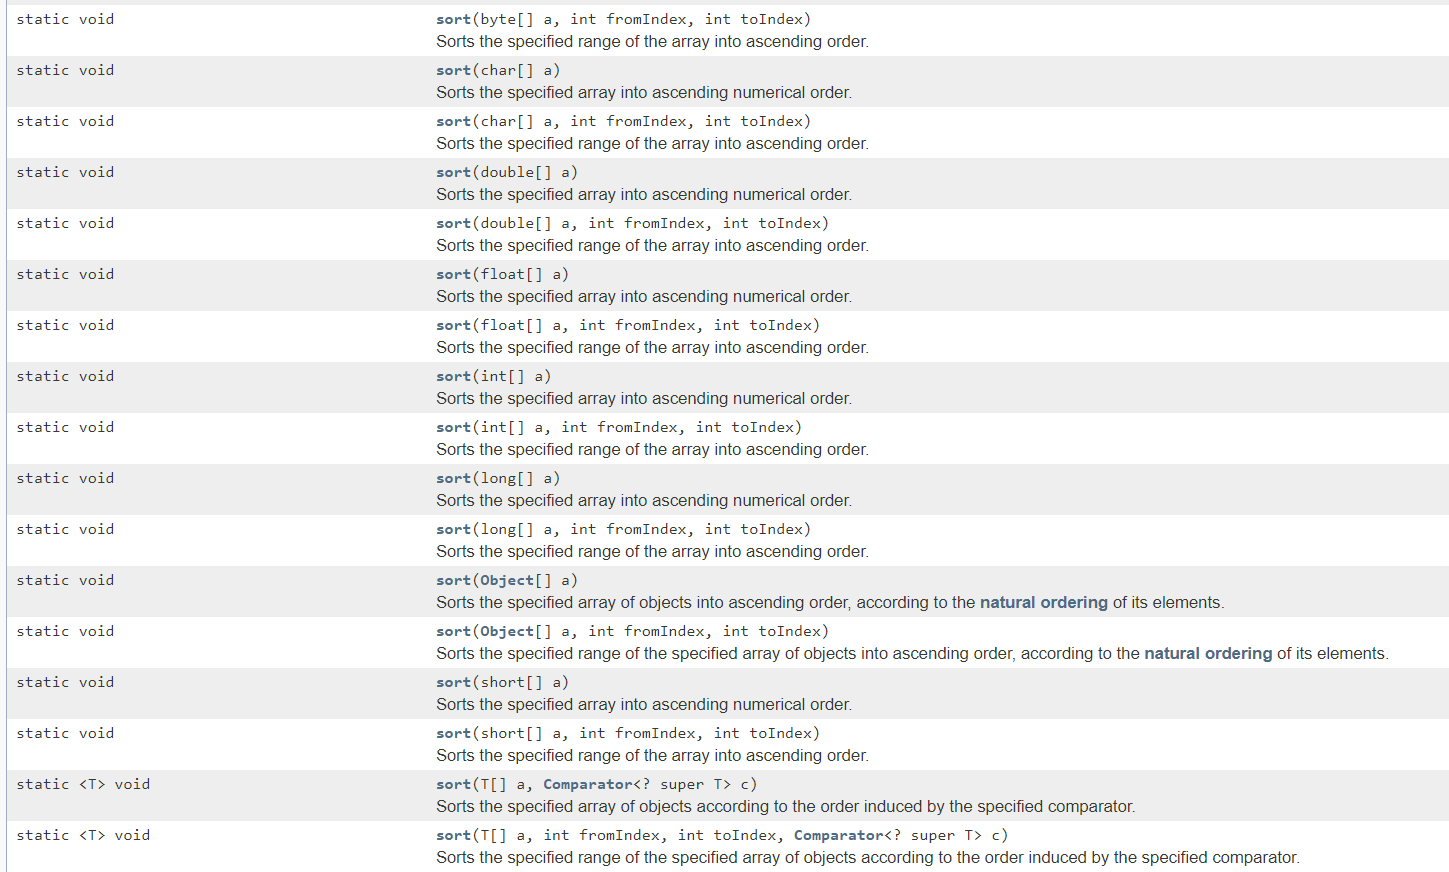 static void sort(byte[] a, int fromIndex, int toIndex)
Sorts the specified range of the array into ascending order.
static void sort(char[] a)
Sorts the specified array into ascending numerical order.
static void sort(char[] a, int fromIndex, int toIndex)
Sorts the specified range of the array into ascending order.
static void sort(double[] a)
Sorts the specified array into ascending numerical order.
static void sort(double[] a, int fromIndex, int toIndex)
Sorts the specified range of the array into ascending order.
static void sort(float[] a)
Sorts the specified array into ascending numerical order.
static void sort(float[] a, int fromIndex, int toIndex)
Sorts the specified range of the array into ascending order.
static void sort(int[] a)
Sorts the specified array into ascending numerical order.
static void sort(int[] a, int fromIndex, int toIndex)
Sorts the specified range of the array into ascending order.
static void sort(long[] a)
Sorts the specified array into ascending numerical order.
static void sort(long[] a, int fromIndex, int toIndex)
Sorts the specified range of the array into ascending order.
static void sort(Object[] a)
Sorts the specified array of objects into ascending order, according to the natural ordering of its elements.
static void sort(Object[] a, int fromIndex, int toIndex)
Sorts the specified range of the specified array of objects into ascending order, according to the natural ordering of its elements.
static void sort(short[] a)
Sorts the specified array into ascending numerical order.
static void sort(short[] a, int fromIndex, int toIndex)
Sorts the specified range of the array into ascending order.
static <T> void sort(T[] a, Comparator<? super T> c)
Sorts the specified array of objects according to the order induced by the specified comparator.
static <T> void sort(T[] a, int fromIndex, int toIndex, Comparator<? super T> c)
Sorts the specified range of the specified array of objects according to the order induced by the specified comparator.